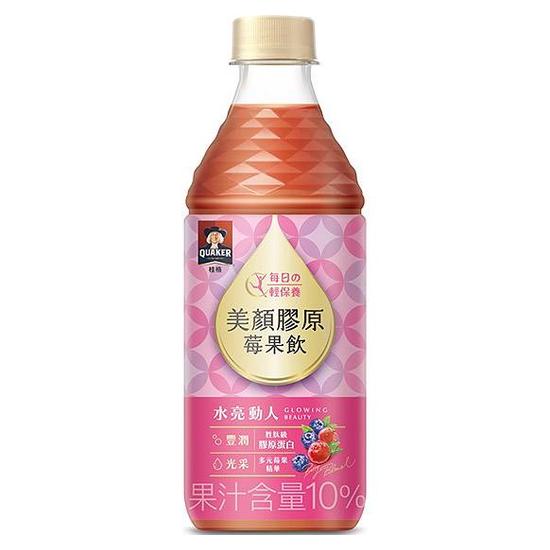 QUAKER
桂格
每日の
輕保養
美顏膠原
莓果飲
水亮動人
GLOWING
BEAUTY
豐潤
胜肽級
膠原蛋白
光采
多元莓果
精華
果汁含量10%